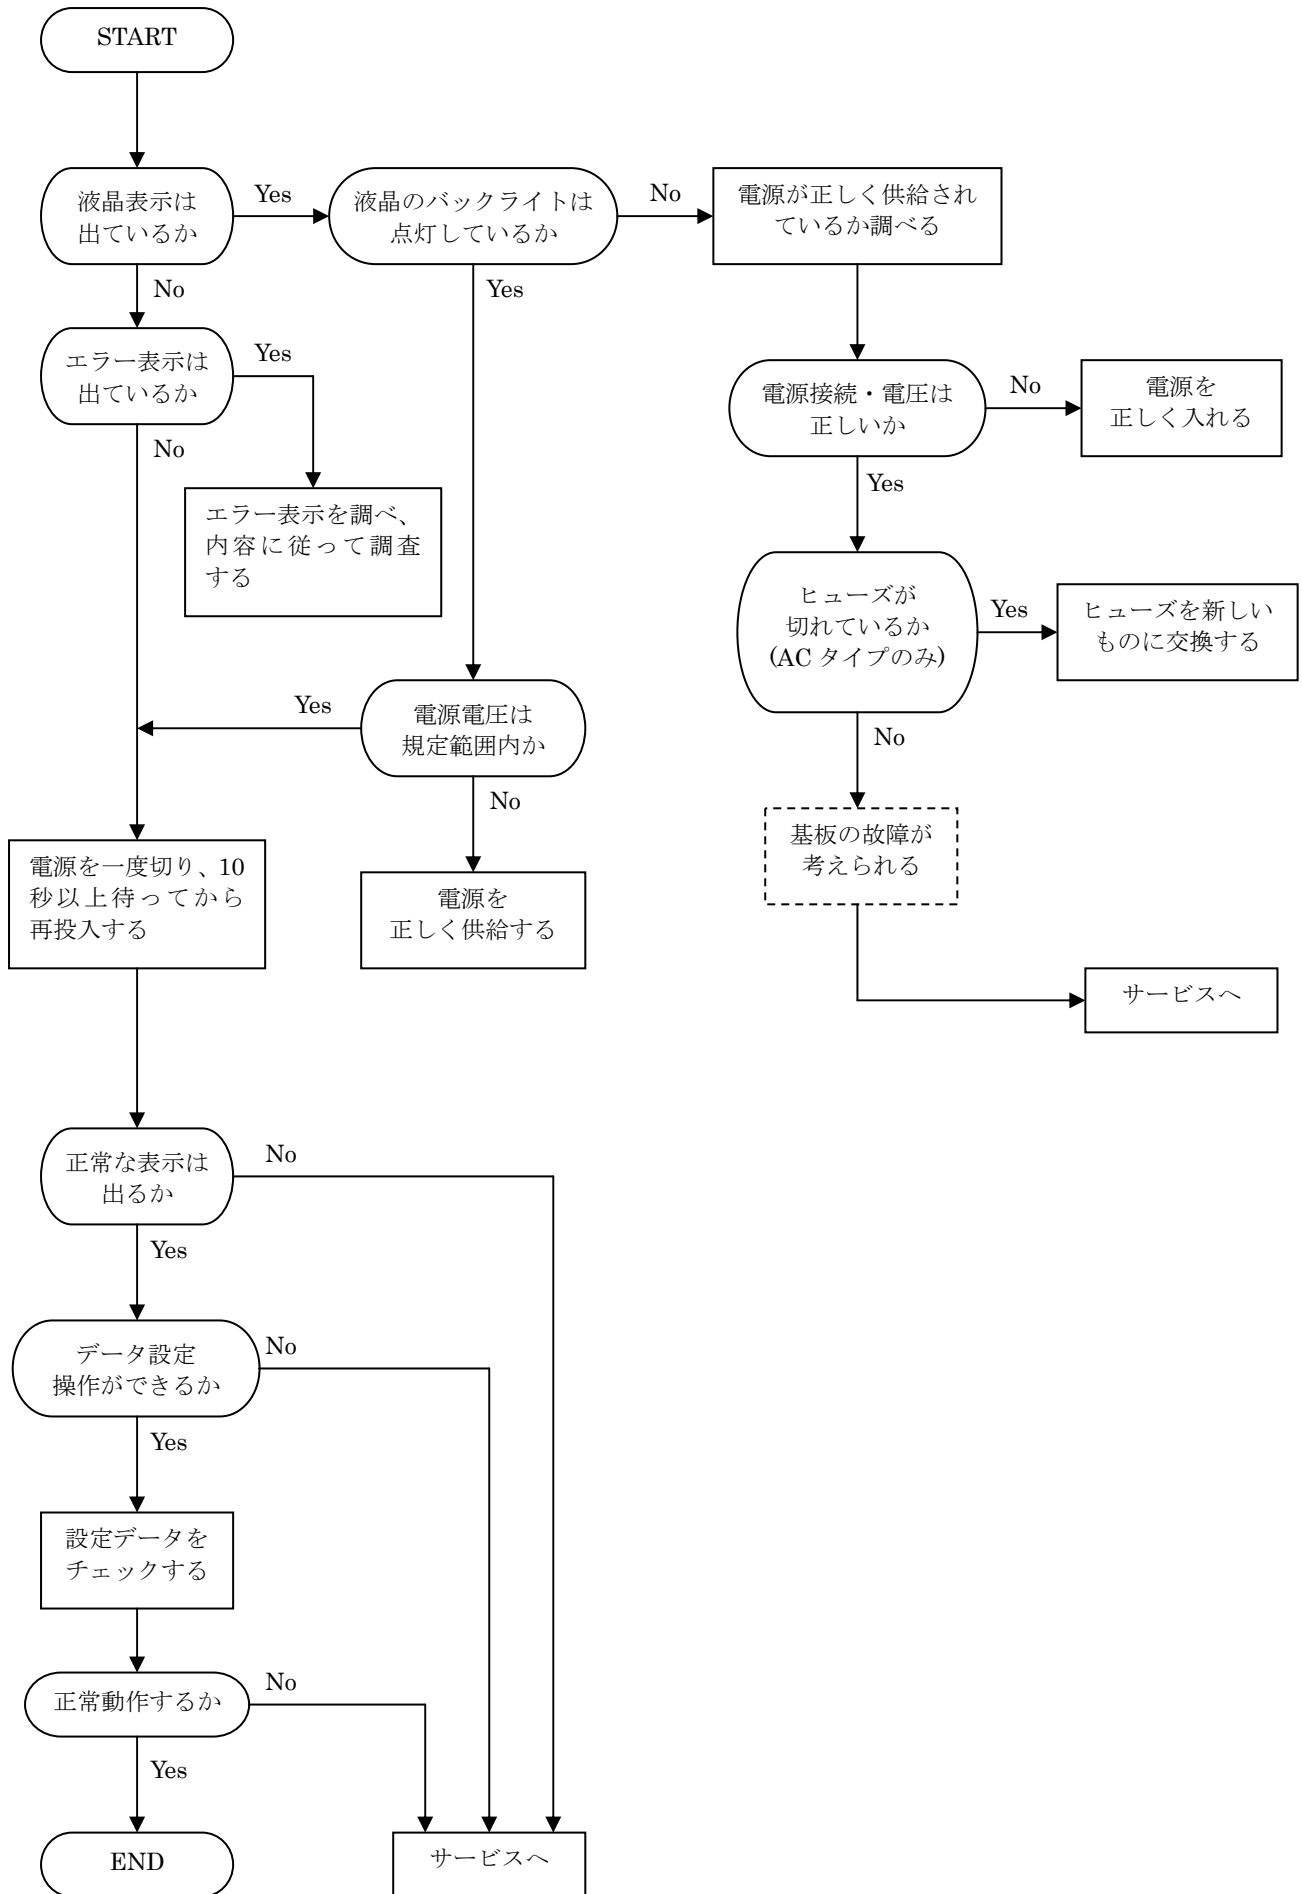 START
液晶表示は
出ているか
Yes
液晶のバックライトは
点灯しているか
No
電源が正しく供給され
ているか調べる
No
Yes
エラー表示は
出ているか
Yes
電源接続・電圧は
正しいか
No
電源を
正しく入れる
No
Yes
エラー表示を調べ、
内容に従って調査
する
ヒューズが
切れているか
(AC タイプのみ)
Yes
ヒューズを新しい
ものに交換する
Yes
電源電圧は
規定範囲内か
No
No
基板の故障が
考えられる
電源を一度切り、10
秒以上待ってから
再投入する
電源を
正しく供給する
サービスへ
正常な表示は
出るか
No
Yes
データ設定
操作ができるか
No
Yes
設定データを
チェックする
正常動作するか
No
Yes
END
サービスへ